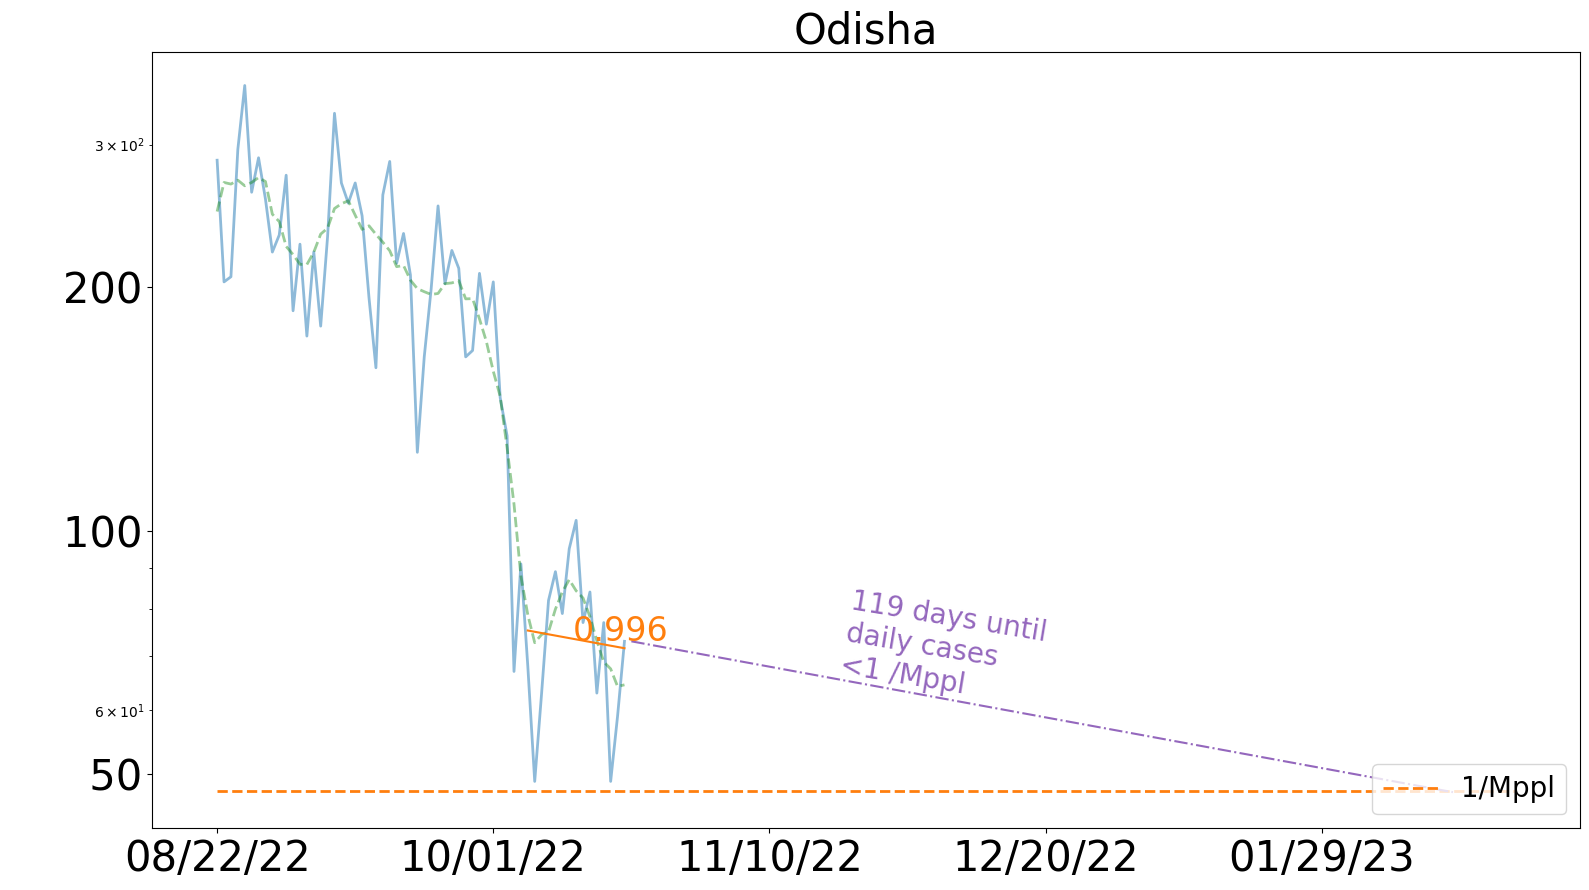 Odisha
3 × 10²
200
100
6 × 10¹
50
0.996
119 days until
daily cases
<1 /Mppl
1/Mppl
08/22/22
10/01/22
11/10/22
12/20/22
01/29/23